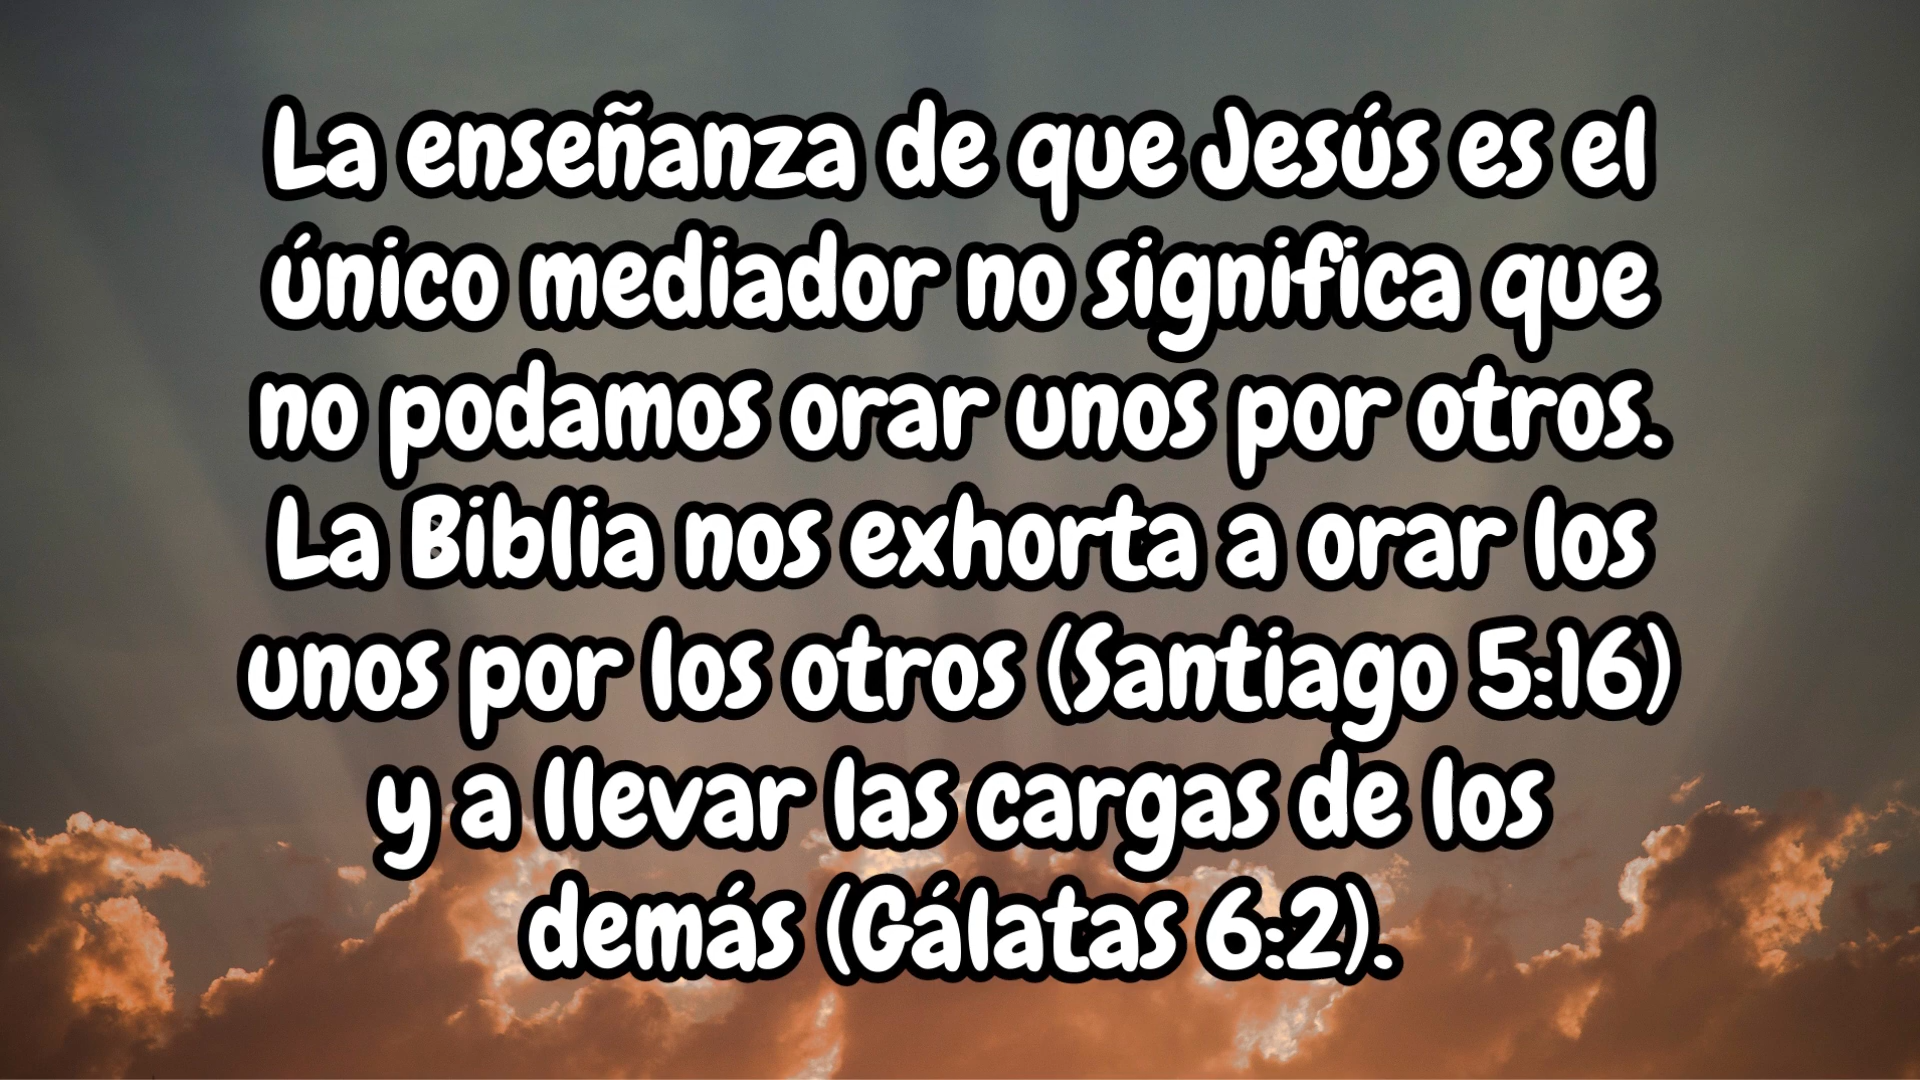 La enseñanza de que Jesús es el
único mediador no significa que
no podamos orar unos por otros.
La Biblia nos exhorta a orar los
unos por los otros (Santiago 5:16)
y a llevar las cargas de los
demás (Gálatas 6:2).